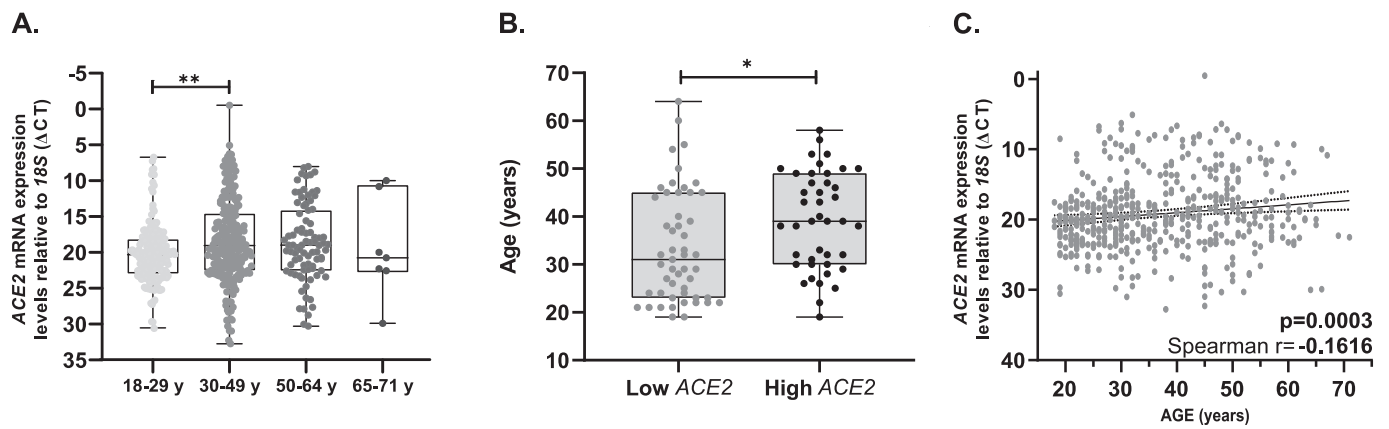 A.
ACE2 mRNA expression
levels relative to 18S (ΔCT)
-5
0
5
10
15
20
25
30
35
**
18-29 y
30-49 y
50-64 y
65-71 y
B.
Age (years)
70
60
50
40
30
20
10
*
Low ACE2
High ACE2
C.
ACE2 mRNA expression
levels relative to 18S (ΔCT)
0
10
20
30
40
p=0.0003
Spearman r= -0.1616
20
30
40
50
60
70
AGE (years)